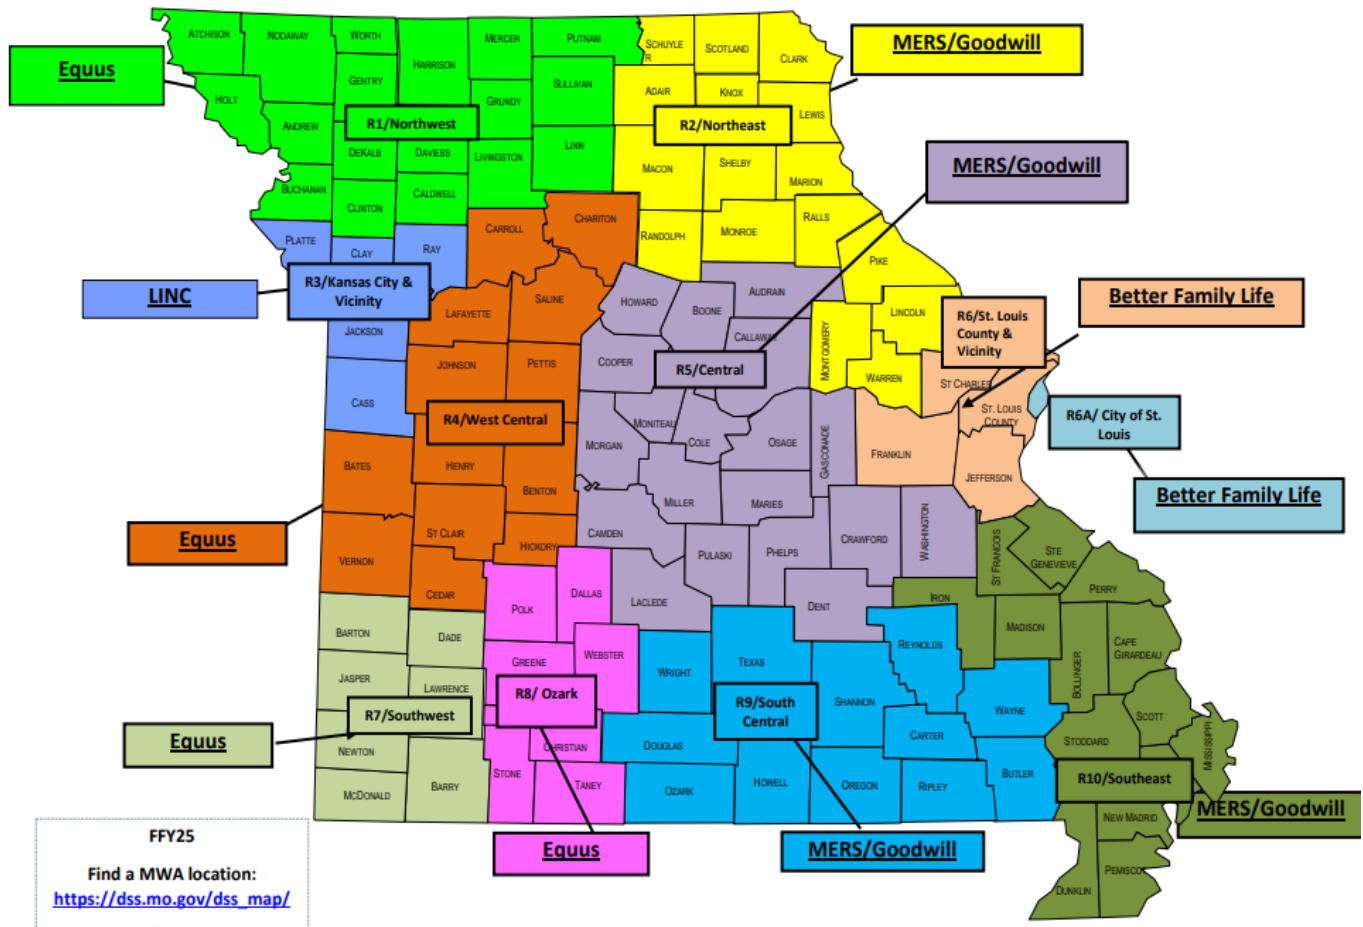 ATCHISON
NODAWAY
WORTH
MERCER
PUTNAM
SCHUYLE
R
SCOTLAND
CLARK
MERS/Goodwill
Equus
HARRISON
GENTRY
SULLIVAN
ADAIR
KNOX
HOLT
GRUNDY
LEWIS
ANDREW
R1/Northwest
R2/Northeast
DEKALB
DAVIESS
LIVINGSTON
LINN
MACON
SHELBY
MARION
MERS/Goodwill
BUCHANAN
CLINTON
CALDWELL
CHARITON
RALLS
PLATTE
CLAY
RAY
CARROLL
RANDOLPH
MONROE
PIKE
LINC
R3/Kansas City &
Vicinity
SALINE
HOWARD
BOONE
AUDRAIN
LINCOLN
Better Family Life
JACKSON
LAFAYETTE
CALLAWAY
MONTGOMERY
R6/St. Louis
County &
Vicinity
JOHNSON
PETTIS
COOPER
R5/Central
WARREN
ST CHARLES
CASS
R4/West Central
MONITEAU
COLE
OSAGE
GASCONADE
ST. LOUIS
COUNTY
R6A/ City of St.
Louis
BATES
HENRY
MORGAN
FRANKLIN
JEFFERSON
BENTON
MILLER
MARIES
Better Family Life
Equus
ST CLAIR
HICKORY
CAMDEN
PULASKI
PHELPS
CRAWFORD
WASHINGTON
ST FRANCOIS
STE
GENEVIEVE
VERNON
CEDAR
POLK
DALLAS
LACLEDE
DENT
IRON
PERRY
BARTON
DADE
MADISON
GREENE
WEBSTER
WRIGHT
TEXAS
REYNOLDS
BOLLINGER
CAPE
GIRARDEAU
JASPER
LAWRENCE
R8/ Ozark
R9/South
Central
SHANNON
WAYNE
SCOTT
R7/Southwest
MISSISSIPPI
Equus
NEWTON
CHRISTIAN
DOUGLAS
CARTER
STODDARD
STONE
TANEY
MCDONALD
BARRY
OZARK
HOWELL
OREGON
RIPLEY
BUTLER
R10/Southeast
MERS/Goodwill
NEW MADRID
Equus
MERS/Goodwill
PEMISCOT
DUNKLIN
FFY25
Find a MWA location:
https://dss.mo.gov/dss_map/